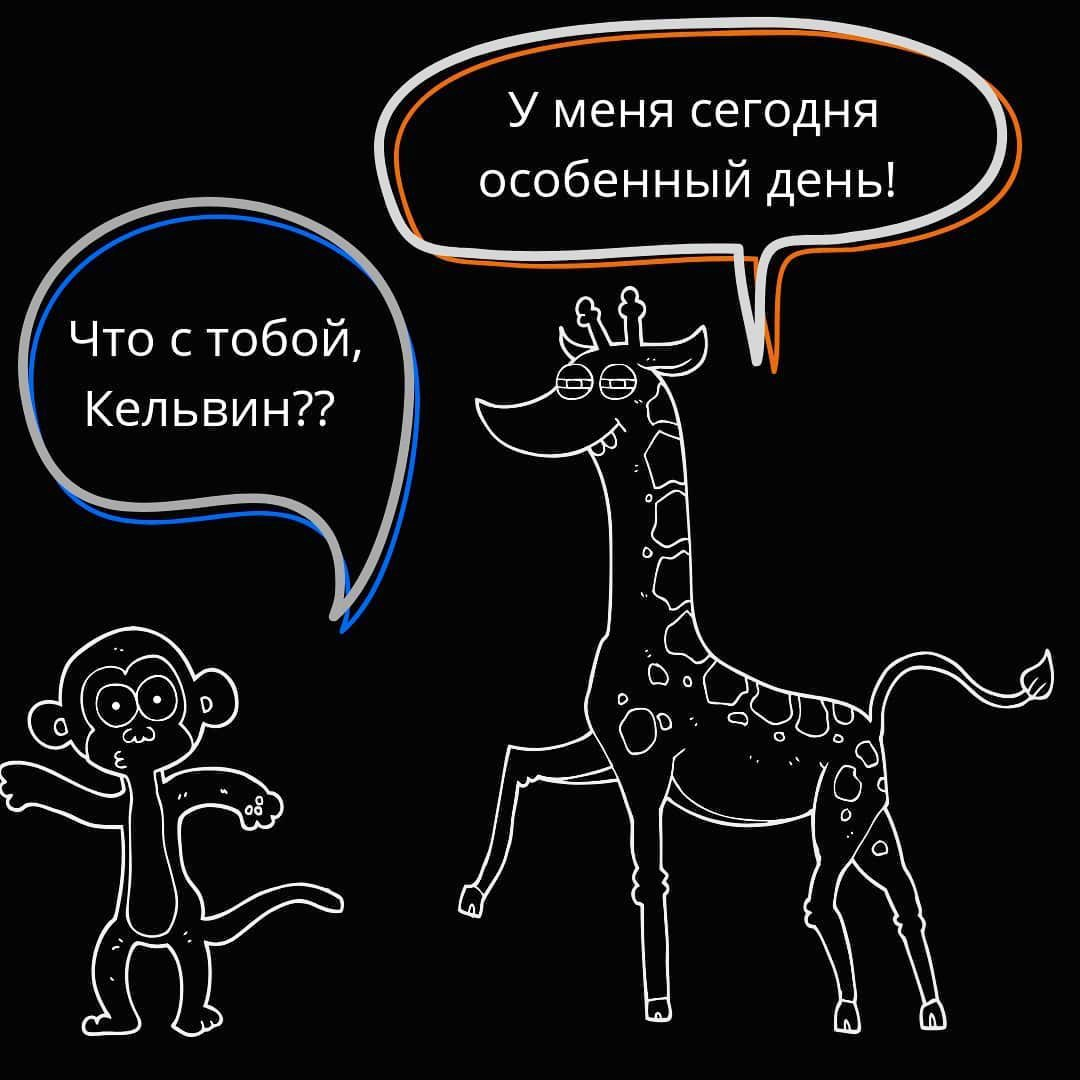 У меня сегодня
особенный день!
Что с тобой,
Кельвин??